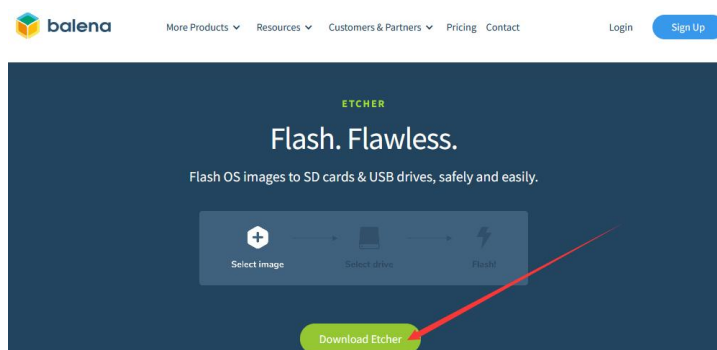 balena More Products Resources Customers & Partners Pricing Contact Login Sign Up
ETCHER
Flash. Flawless.
Flash OS images to SD cards & USB drives, safely and easily.
Select image Select drive Flash!
Download Etcher